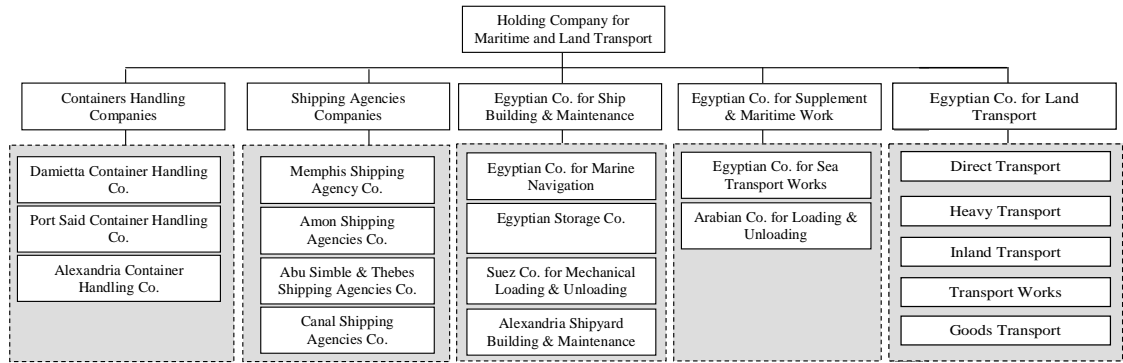 Holding Company for
Maritime and Land Transport
Containers Handling
Companies
Shipping Agencies
Companies
Egyptian Co. for Ship
Building & Maintenance
Egyptian Co. for Supplement
& Maritime Work
Egyptian Co. for Land
Transport
Damietta Container Handling
Co.
Port Said Container Handling
Co.
Alexandria Container
Handling Co.
Memphis Shipping
Agency Co.
Amon Shipping
Agencies Co.
Abu Simble & Thebes
Shipping Agencies Co.
Canal Shipping
Agencies Co.
Egyptian Co. for Marine
Navigation
Egyptian Storage Co.
Suez Co. for Mechanical
Loading & Unloading
Alexandria Shipyard
Building & Maintenance
Egyptian Co. for Sea
Transport Works
Arabian Co. for Loading &
Unloading
Direct Transport
Heavy Transport
Inland Transport
Transport Works
Goods Transport